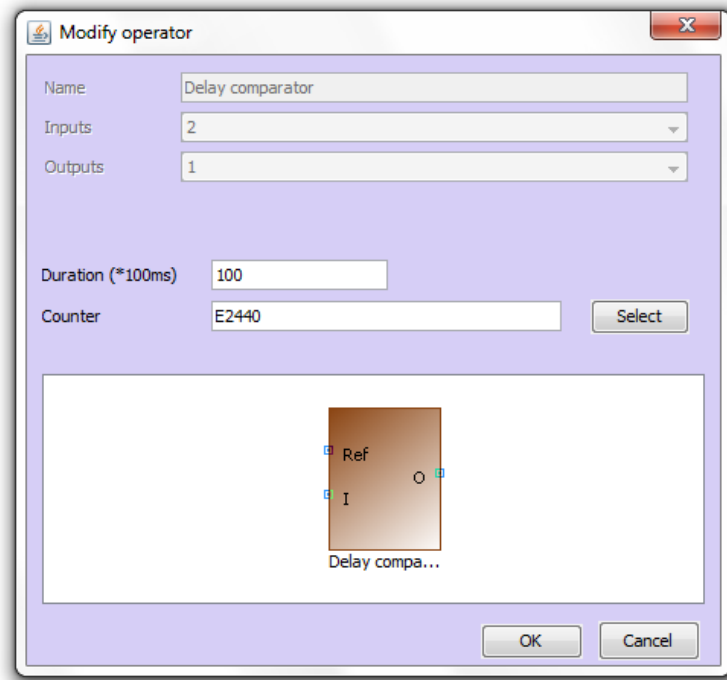 Modify operator
Name Delay comparator
Inputs 2
Outputs 1
Duration (*100ms) 100
Counter E2440 Select
Ref
O
I
Delay compa...
OK Cancel